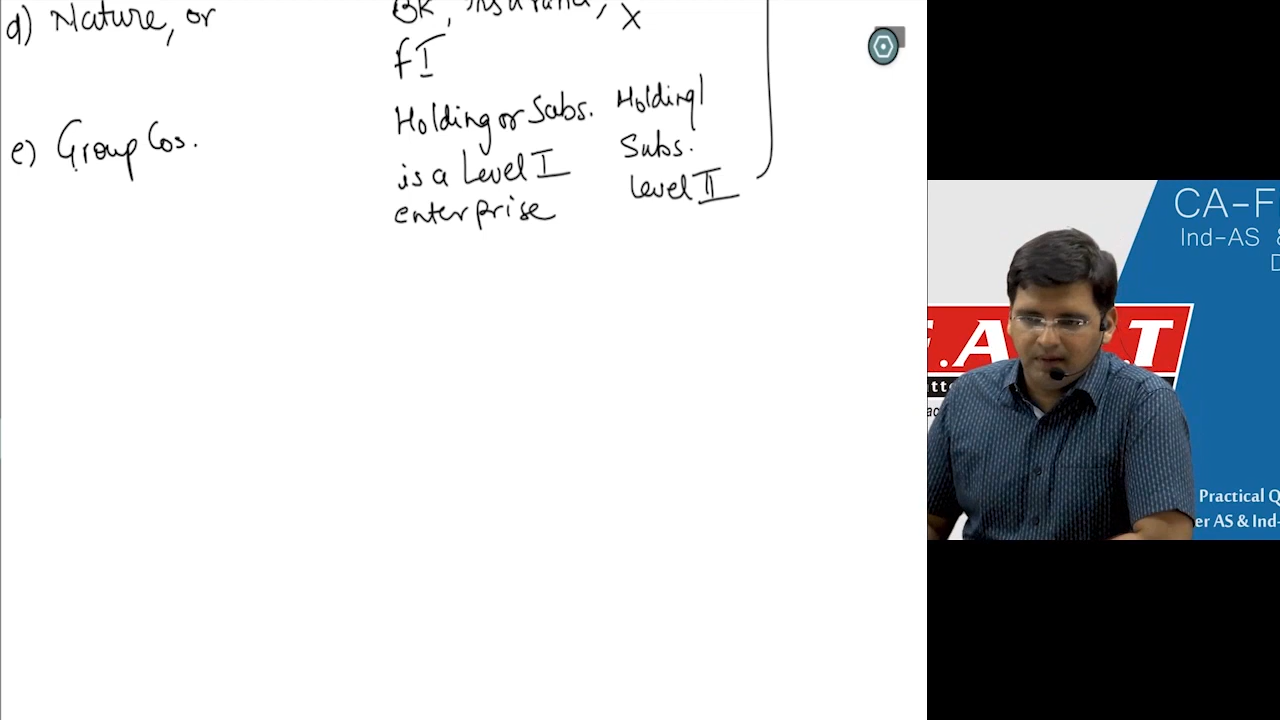 d) Nature, or
BK, Insurance, X
FI
e) Group Cos.
Holding or Subs.
is a Level I
enterprise
Holding/
Subs.
Level II
CA-F
Ind-AS &
D
.A
T
Practical Q
er AS & Ind-